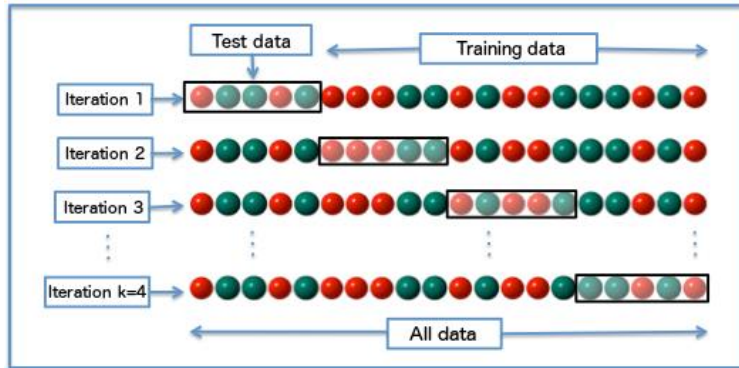 Test data
Training data
Iteration 1
Iteration 2
Iteration 3
Iteration k=4
All data